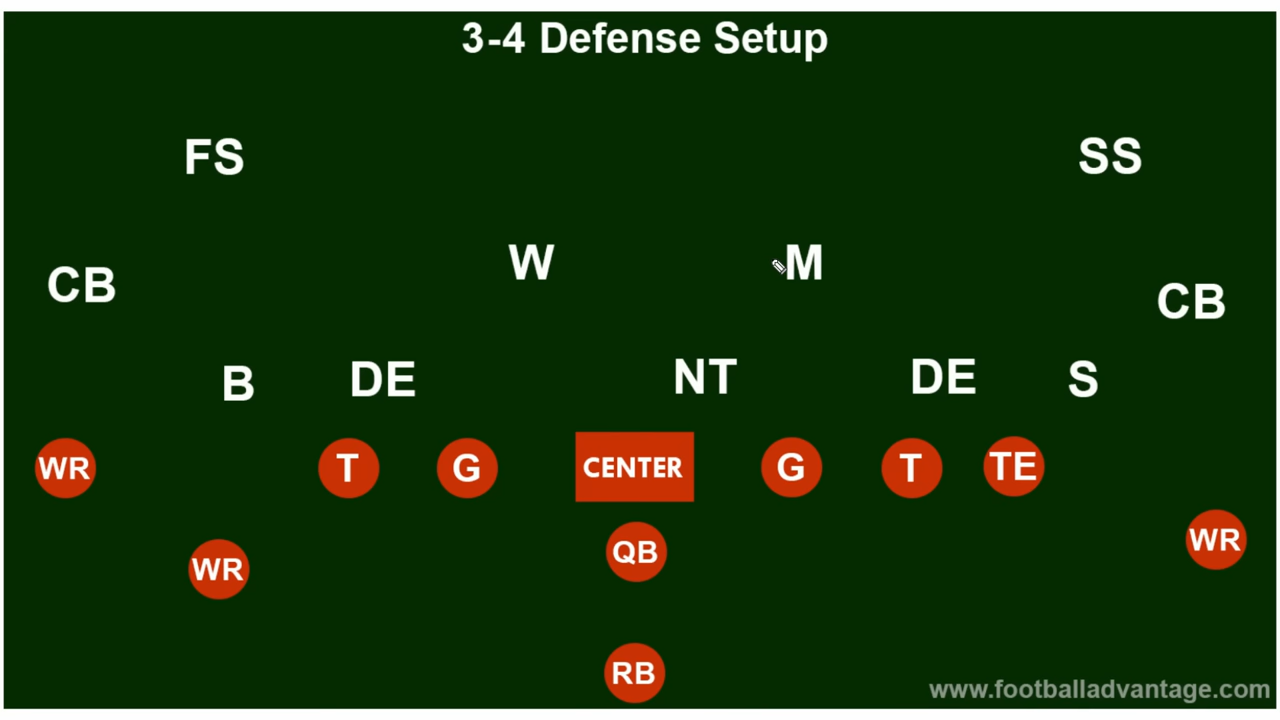 3-4 Defense Setup
FS SS
W M
CB CB
B DE NT DE S
WR T G CENTER G T TE
WR QB WR
RB
www.footballadvantage.com